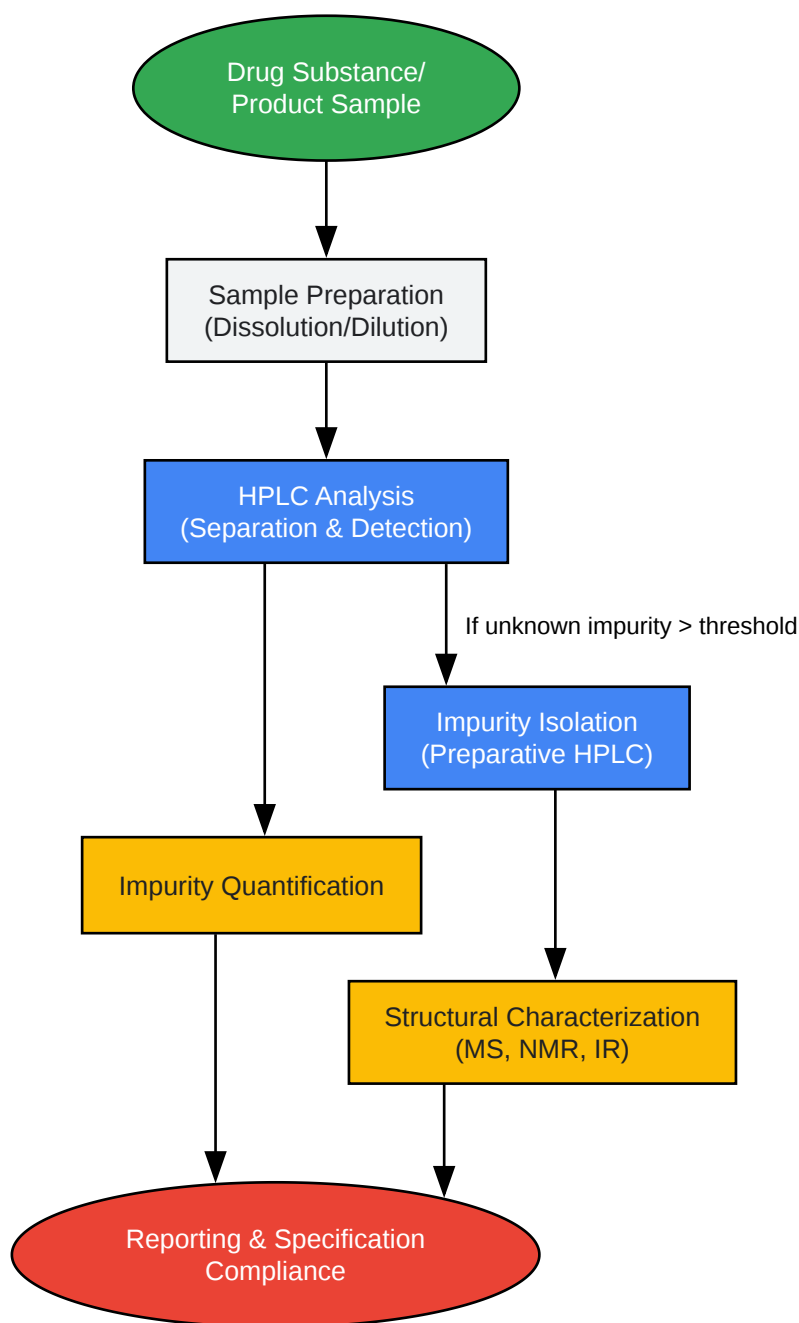 Drug Substance/
Product Sample
Sample Preparation
(Dissolution/Dilution)
HPLC Analysis
(Separation & Detection)
If unknown impurity > threshold
Impurity Isolation
(Preparative HPLC)
Impurity Quantification
Structural Characterization
(MS, NMR, IR)
Reporting & Specification
Compliance